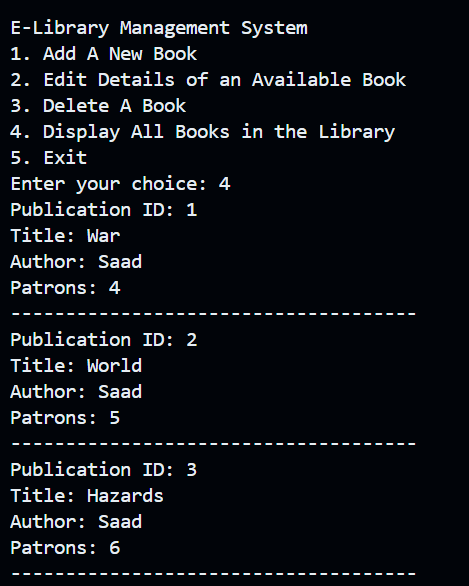 E-Library Management System
1. Add A New Book
2. Edit Details of an Available Book
3. Delete A Book
4. Display All Books in the Library
5. Exit
Enter your choice: 4
Publication ID: 1
Title: War
Author: Saad
Patrons: 4
-------------------------------------
Publication ID: 2
Title: World
Author: Saad
Patrons: 5
-------------------------------------
Publication ID: 3
Title: Hazards
Author: Saad
Patrons: 6
-------------------------------------